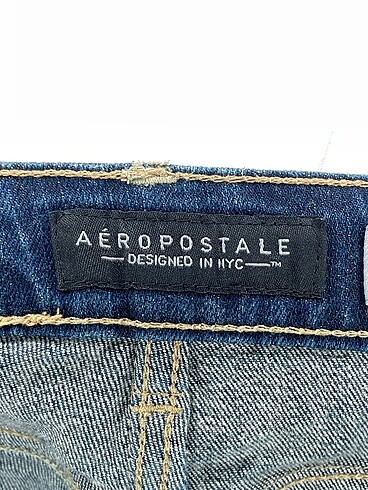 AÉROPOSTALE
— DESIGNED IN NYC —™